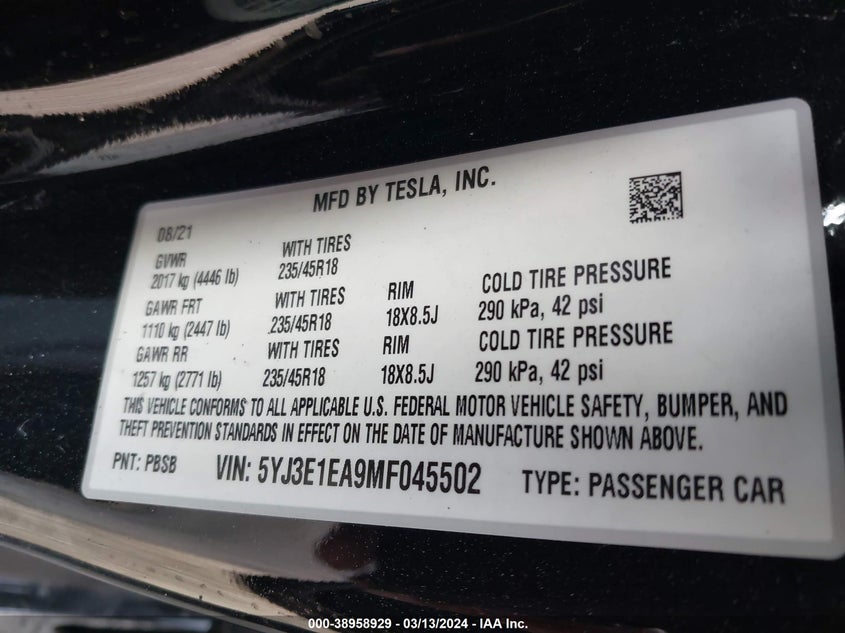 MFD BY TESLA, INC.
08/21
GVWR WITH TIRES
2017 kg (4446 lb) 235/45R18
GAWR FRT WITH TIRES RIM COLD TIRE PRESSURE
1110 kg (2447 lb) 235/45R18 18X8.5J 290 kPa, 42 psi
GAWR RR WITH TIRES RIM COLD TIRE PRESSURE
1257 kg (2771 lb) 235/45R18 18X8.5J 290 kPa, 42 psi
THIS VEHICLE CONFORMS TO ALL APPLICABLE U.S. FEDERAL MOTOR VEHICLE SAFETY, BUMPER, AND
THEFT PREVENTION STANDARDS IN EFFECT ON THE DATE OF MANUFACTURE SHOWN ABOVE.
PNT: PBSB VIN: 5YJ3E1EA9MF045502 TYPE: PASSENGER CAR
000-38958929 - 03/13/2024 - IAA Inc.